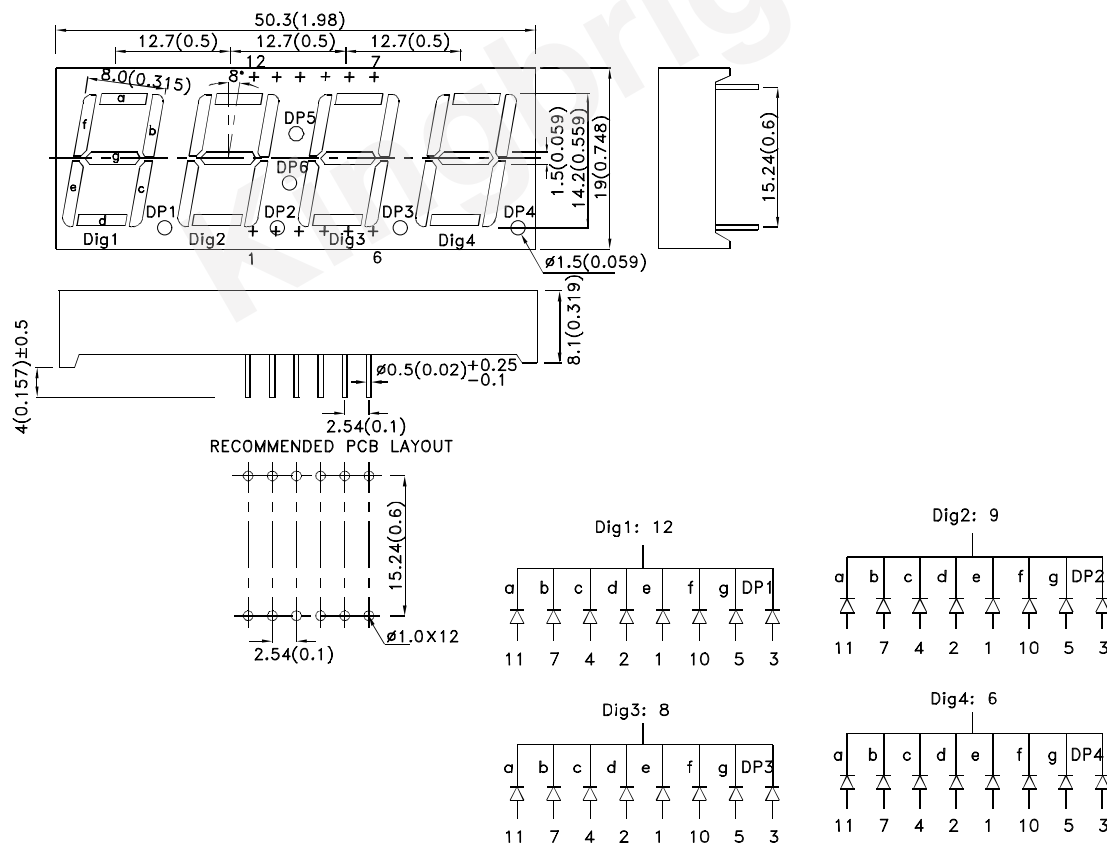 50.3(1.98)
12.7(0.5) 12.7(0.5) 12.7(0.5)
12 7
8.0(0.315) 8°
a
f b
g
e c
d
DP5
DP6
DP1 DP2 DP3 DP4
Dig1 Dig2 Dig3 Dig4
1 6
1.5(0.059)
14.2(0.559)
19(0.748)
15.24(0.6)
ø1.5(0.059)
8.1(0.319)
4(0.157)±0.5
ø0.5(0.02)+0.25
-0.1
2.54(0.1)
RECOMMENDED PCB LAYOUT
15.24(0.6)
ø1.0X12
2.54(0.1)
Dig1: 12
a b c d e f g DP1
11 7 4 2 1 10 5 3
Dig2: 9
a b c d e f g DP2
11 7 4 2 1 10 5 3
Dig3: 8
a b c d e f g DP3
11 7 4 2 1 10 5 3
Dig4: 6
a b c d e f g DP4
11 7 4 2 1 10 5 3
Kingbrig